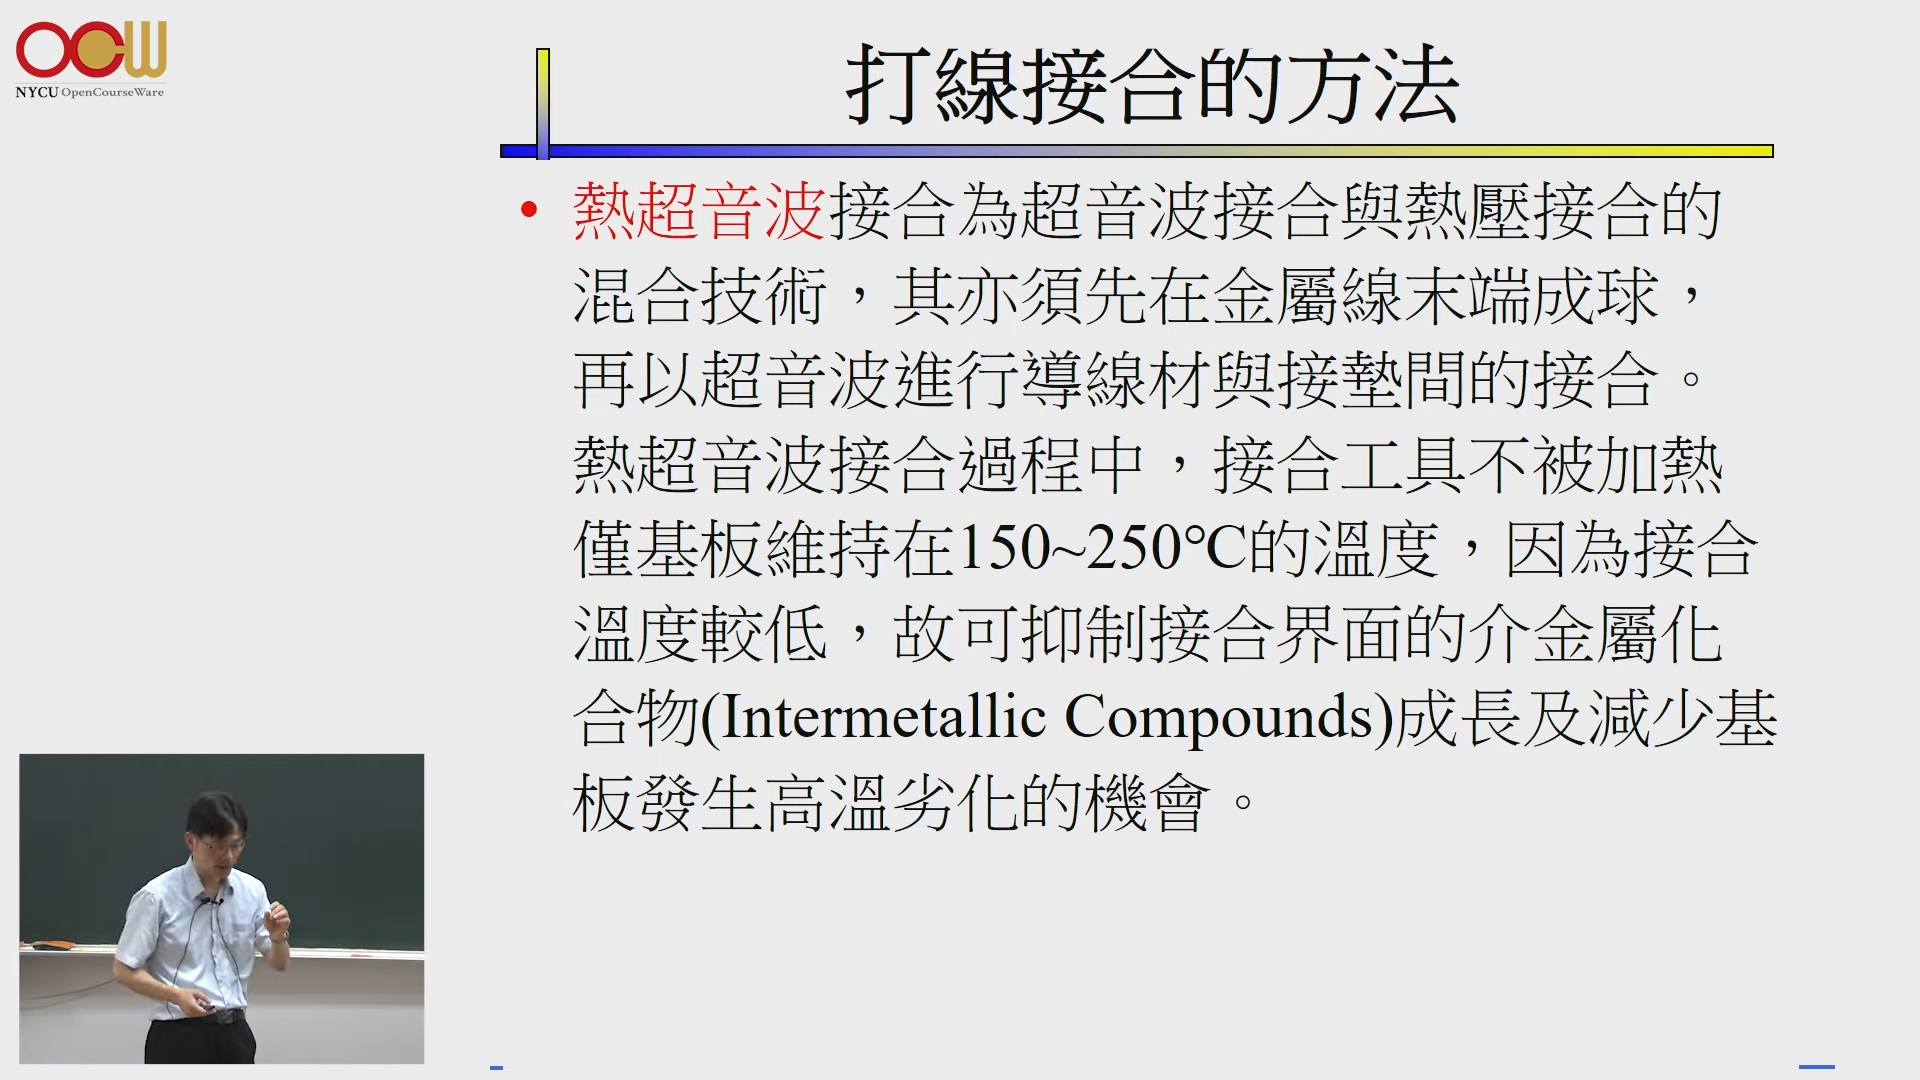 OCW
NYCU OpenCourseWare
打線接合的方法
• 熱超音波接合為超音波接合與熱壓接合的
混合技術，其亦須先在金屬線末端成球，
再以超音波進行導線材與接墊間的接合。
熱超音波接合過程中，接合工具不被加熱
僅基板維持在150~250℃的溫度，因為接合
溫度較低，故可抑制接合界面的介金屬化
合物(Intermetallic Compounds)成長及減少基
板發生高溫劣化的機會。